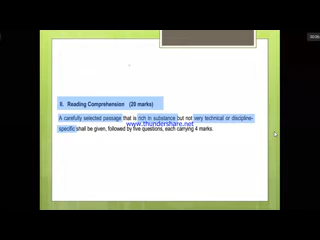 II. Reading Comprehension (20 marks)
A carefully selected passage that is rich in substance but not very technical or discipline-
www.thundershare.net
specific shall be given, followed by five questions, each carrying 4 marks.